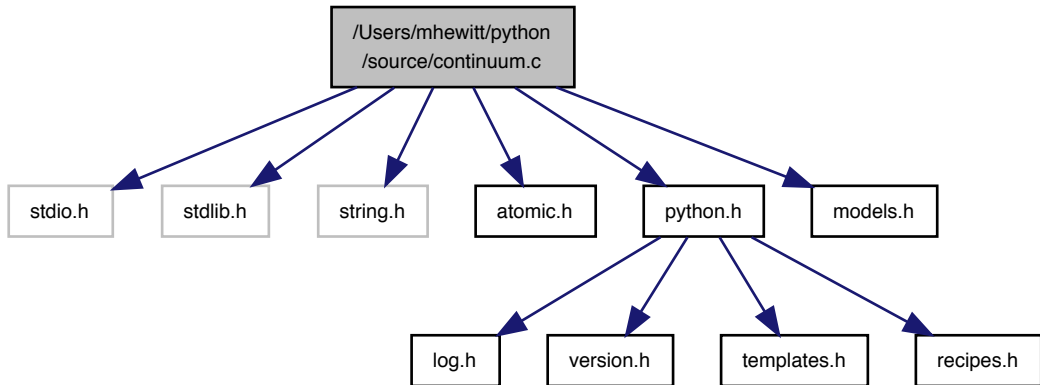 /Users/mhewitt/python
/source/continuum.c
stdio.h
stdlib.h
string.h
atomic.h
python.h
models.h
log.h
version.h
templates.h
recipes.h